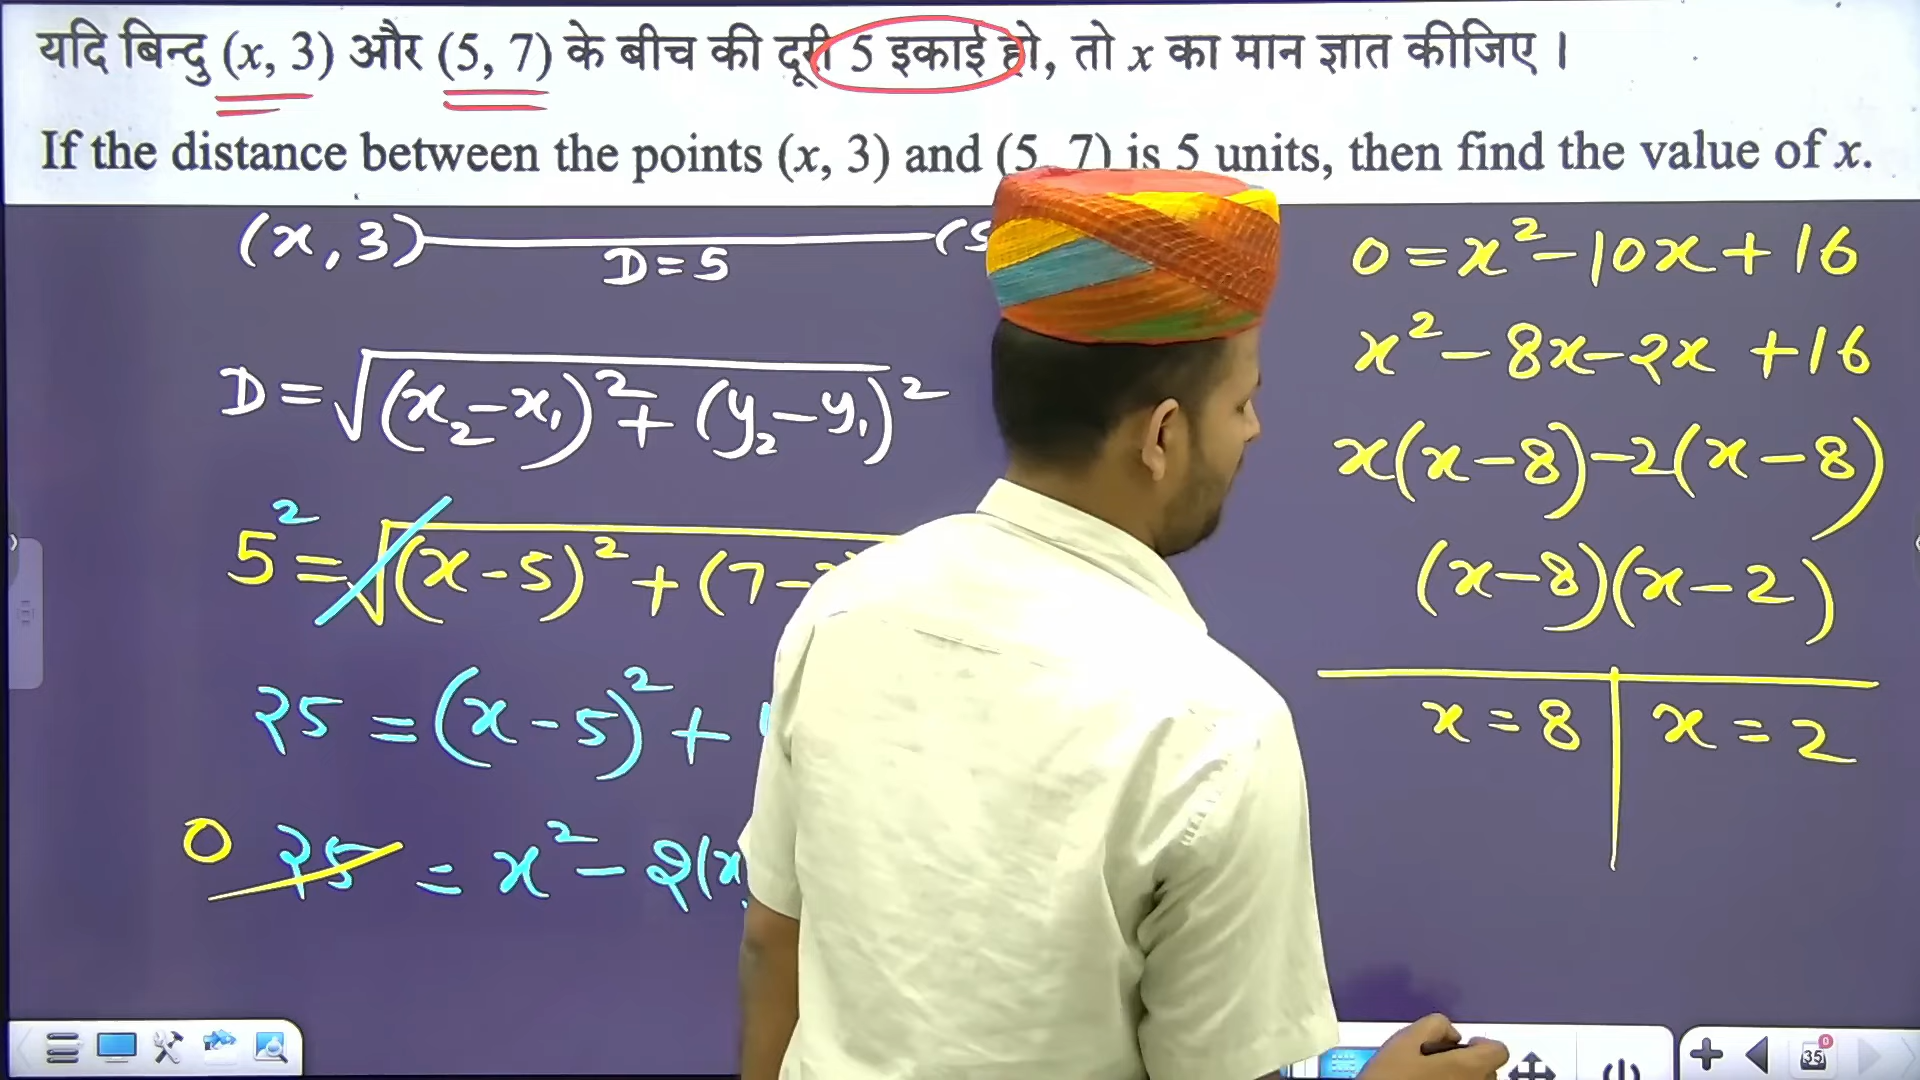 यदि बिन्दु (x, 3) और (5, 7) के बीच की दूरी 5 इकाई हो, तो x का मान ज्ञात कीजिए ।
If the distance between the points (x, 3) and (5, 7) is 5 units, then find the value of x.
(x, 3) (5
D = 5
D = √(x₂ - x₁)² + (y₂ - y₁)²
5² = √(x - 5)² + (7 -
25 = (x - 5)² +
0 25 = x² - 2(x
0 = x² - 10x + 16
x² - 8x - 2x + 16
x(x - 8) - 2(x - 8)
(x - 8)(x - 2)
x = 8 x = 2
35
0